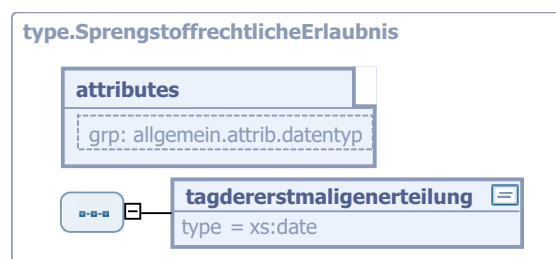 type.SprengstoffrechtlicheErlaubnis
attributes
grp: allgemein.attrib.datentyp
tagdererstmaligenerteilung
type = xs:date